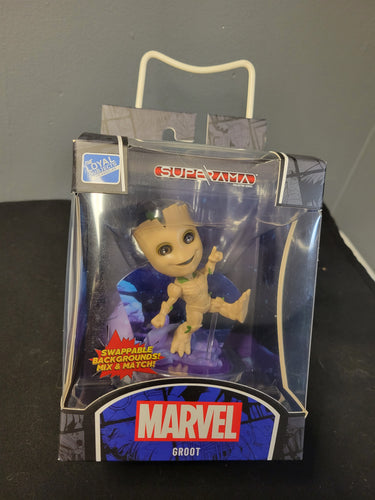 THE
LOYAL
SUBJECTS
SUPERAMA
SWAPPABLE
BACKGROUNDS!
MIX & MATCH!
MARVEL
GROOT